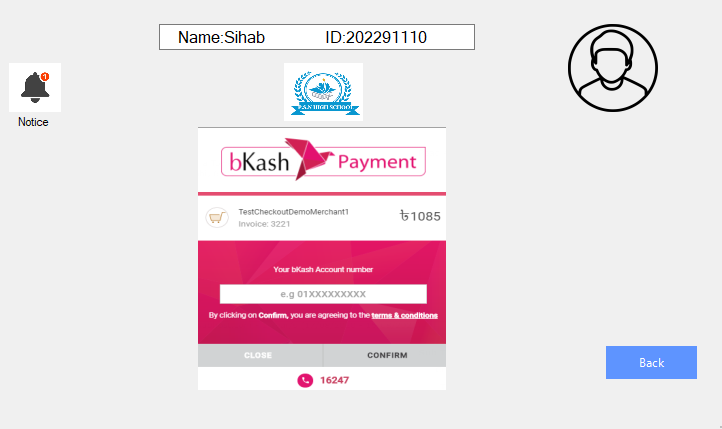 Name:Sihab ID:202291110
1
Notice
P.S.N HIGH SCHOOL
bKash Payment
TestCheckoutDemoMerchant1
Invoice: 3221
৳ 1085
Your bKash Account number
e.g 01XXXXXXXXX
By clicking on Confirm, you are agreeing to the terms & conditions
CLOSE CONFIRM
16247
Back